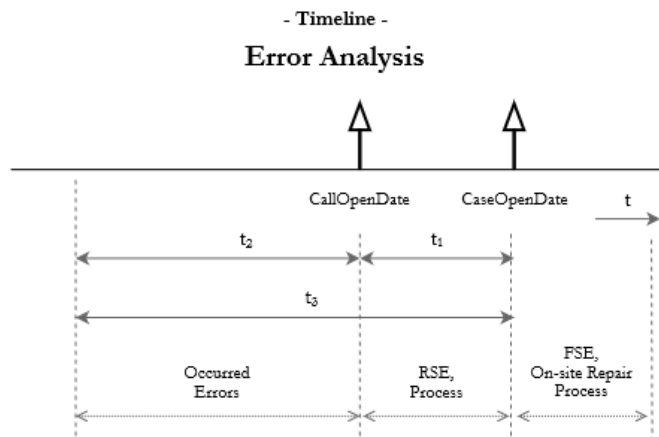 - Timeline -
Error Analysis
CallOpenDate
CaseOpenDate
t
t₂
t₁
t₃
Occurred
Errors
RSE,
Process
FSE,
On-site Repair
Process